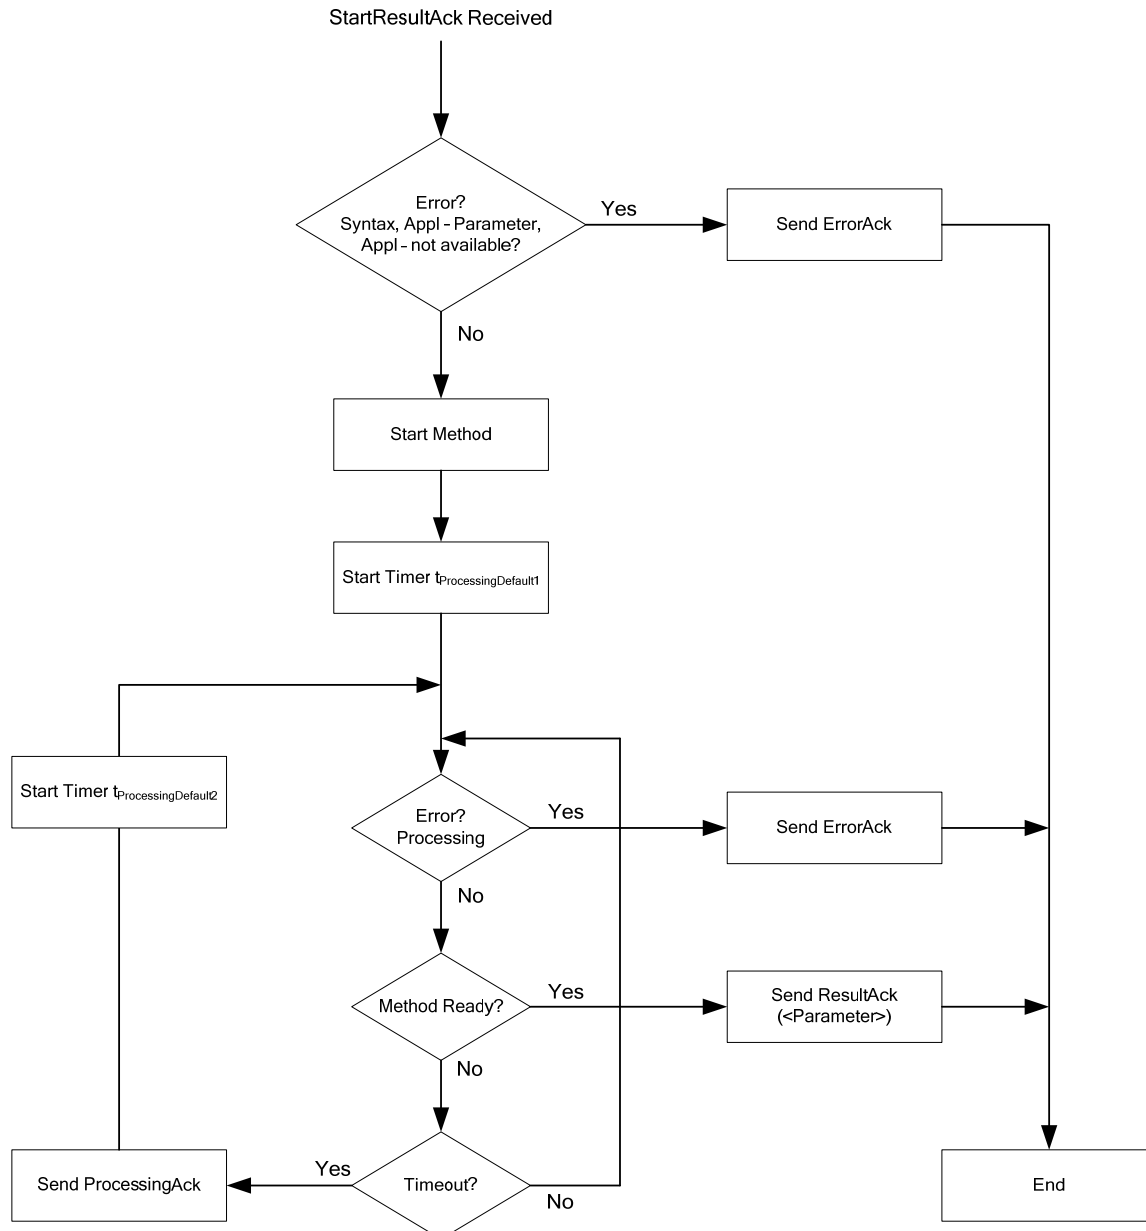 StartResultAck Received
Error?
Syntax, Appl - Parameter,
Appl - not available?
Yes
Send ErrorAck
No
Start Method
Start Timer tProcessingDefault1
Start Timer tProcessingDefault2
Error?
Processing
Yes
Send ErrorAck
No
Method Ready?
Yes
Send ResultAck
(<Parameter>)
No
Send ProcessingAck
Yes
Timeout?
No
End